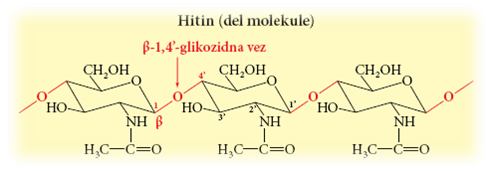 Hitin (del molekule)
β-1,4'-glikozidna vez
CH₂OH 4' CH₂OH CH₂OH
O O O O O O O
HO 1 HO 3' 2' 1' HO
NH β NH NH
H₃C—C=O H₃C—C=O H₃C—C=O